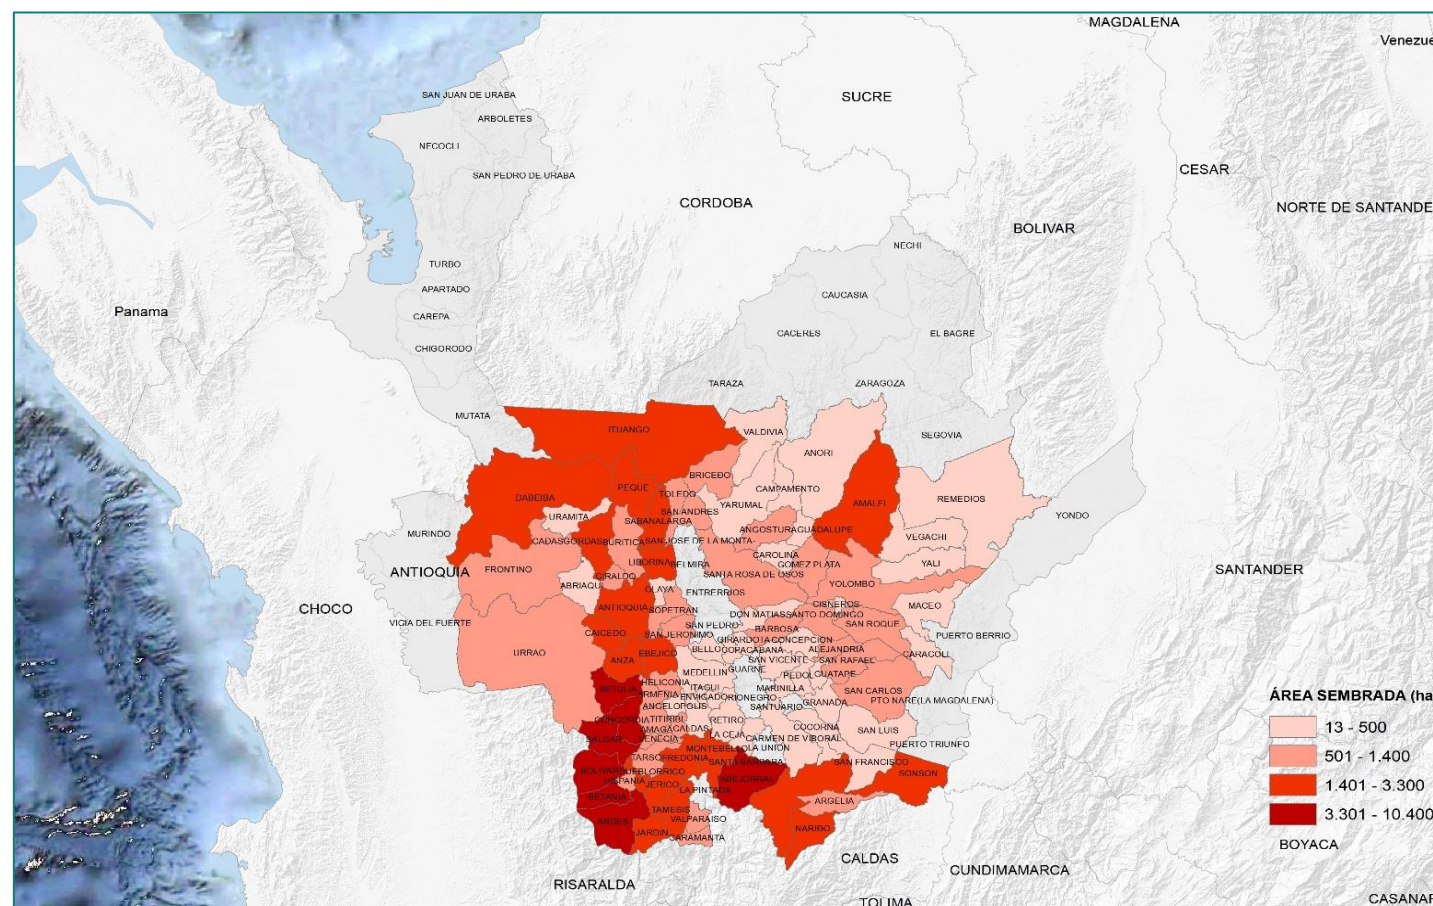 MAGDALENA
Venezue
SUCRE
SAN JUAN DE URABA
ARBOLETES
NECOCLI
SAN PEDRO DE URABA
CESAR
CORDOBA
NORTE DE SANTANDE
BOLIVAR
NECHI
TURBO
APARTADO
CAUCASIA
Panama
CAREPA
CACERES
EL BAGRE
CHIGORODO
TARAZA
ZARAGOZA
MUTATA
ITUANGO
VALDIVIA
SEGOVIA
ANORI
BRICEDO
PEQUE
TOLEDO
CAMPAMENTO
DABEIBA
YARUMAL
AMALFI
REMEDIOS
URAMITA
SAN ANDRES
SABANALARGA
YONDO
MURINDO
ANGOSTURA
GUADALUPE
CADASGORDAS
BURITICA
SAN JOSE DE LA MONTA-
VEGACHI
CAROLINA
LIBORINA
BELMIRA
GOMEZ PLATA
YALI
ANTIOQUIA
FRONTINO
GIRALDO
SANTA ROSA DE OSOS
SANTANDER
ABRIAQUI
OLAYA
ENTRERRIOS
YOLOMBO
CHOCO
ANTIOQUIA
SOPETRAN
CISNEROS
MACEO
DON MATIAS
SANTO DOMINGO
VICIA DEL FUERTE
SAN PEDRO
SAN ROQUE
CAICEDO
SAN JERONIMO
BARBOSA
PUERTO BERRIO
GIRARDOTA
CONCEPCION
URRAO
EBEJICO
BELLO
COPACABANA
ALEJANDRIA
CARACOLI
ANZA
SAN VICENTE
SAN RAFAEL
MEDELLIN
GUARNE
PEDOL
GUATAPE
HELICONIA
BETULIA
ITAGUI
MARINILLA
SAN CARLOS
ARMENIA
ENVIGADO
RIONEGRO
PTO NARE(LA MAGDALENA)
ÁREA SEMBRADA (ha
ANGELOPOLIS
SANTUARIO
GRANADA
CONCORDIA
TITIRIBI
RETIRO
13 - 500
AMAGA
CALDAS
COCORNA
SAN LUIS
SALGAR
VENECIA
LA CEJA
CARMEN DE VIBORAL
PUERTO TRIUNFO
MONTEBELLO
LA UNION
501 - 1.400
TARSO
FREDONIA
SANTA BARBARA
SAN FRANCISCO
BOLIVAR
PUEBLORRICO
SONSON
HISPANIA
JERICO
ABEJORRAL
1.401 - 3.300
LA PINTADA
BETANIA
ARGELIA
TAMESIS
3.301 - 10.400
ANDES
VALPARAISO
JARDIN
NARIBO
CARAMANTA
BOYACA
CALDAS
CUNDIMAMARCA
RISARALDA
TOLIMA
CASANAR